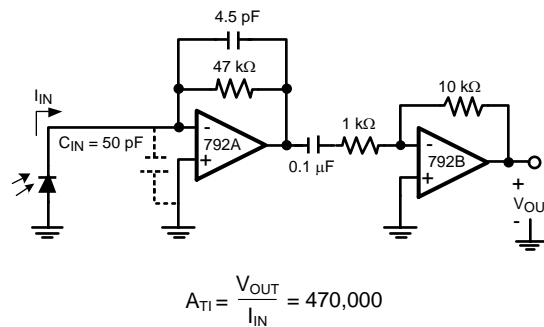 4.5 pF
47 kΩ
10 kΩ
I_IN
1 kΩ
C_IN = 50 pF
-
792A
+
0.1 μF
-
792B
+
+
V_OU
-
A_TI = V_OUT / I_IN = 470,000